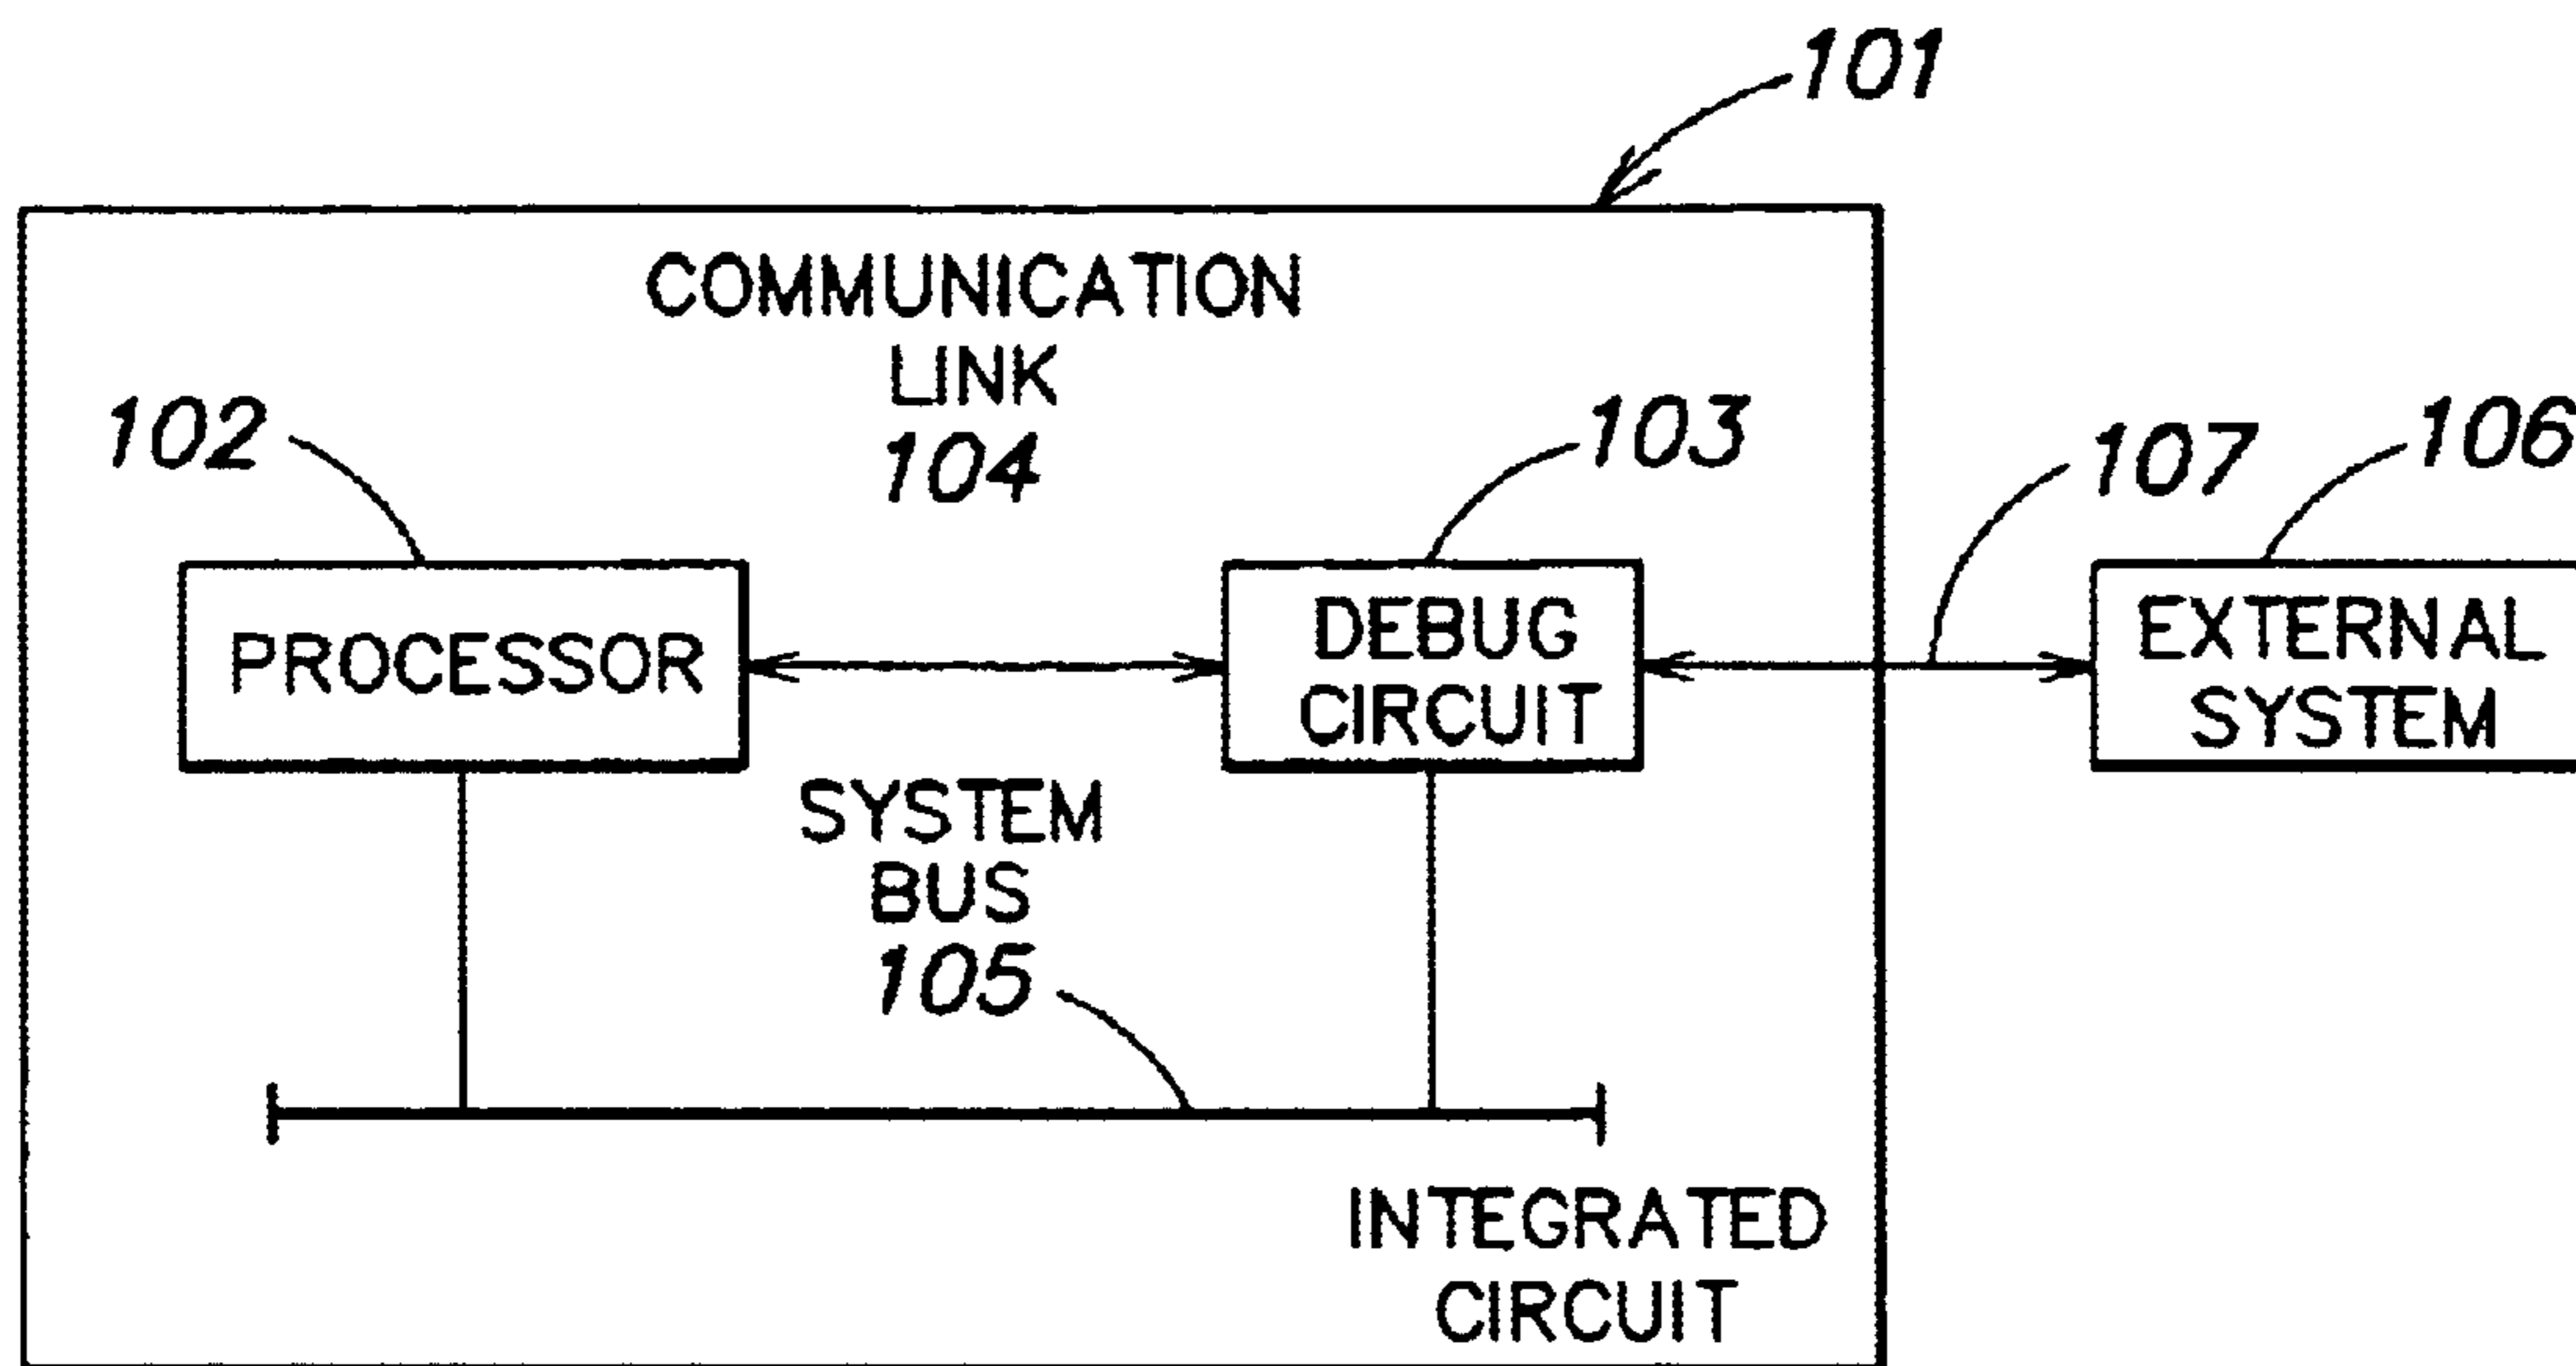 101
COMMUNICATION
LINK
104
102
103
107
106
PROCESSOR
DEBUG
CIRCUIT
EXTERNAL
SYSTEM
SYSTEM
BUS
105
INTEGRATED
CIRCUIT